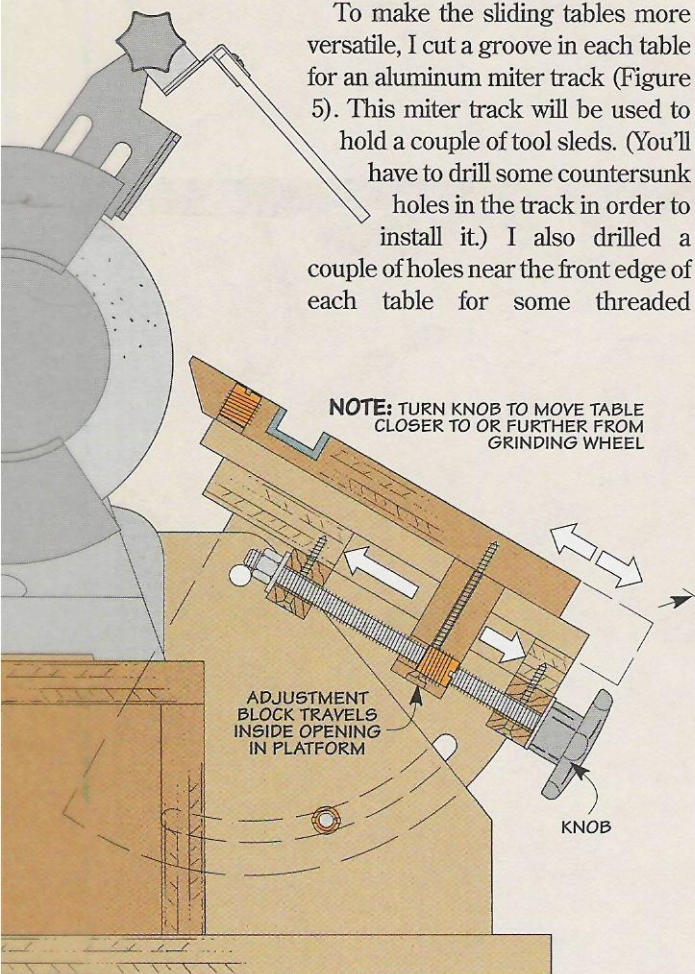 To make the sliding tables more
versatile, I cut a groove in each table
for an aluminum miter track (Figure
5). This miter track will be used to
hold a couple of tool sleds. (You'll
have to drill some countersunk
holes in the track in order to
install it.) I also drilled a
couple of holes near the front edge of
each table for some threaded
NOTE: TURN KNOB TO MOVE TABLE
CLOSER TO OR FURTHER FROM
GRINDING WHEEL
ADJUSTMENT
BLOCK TRAVELS
INSIDE OPENING
IN PLATFORM
KNOB